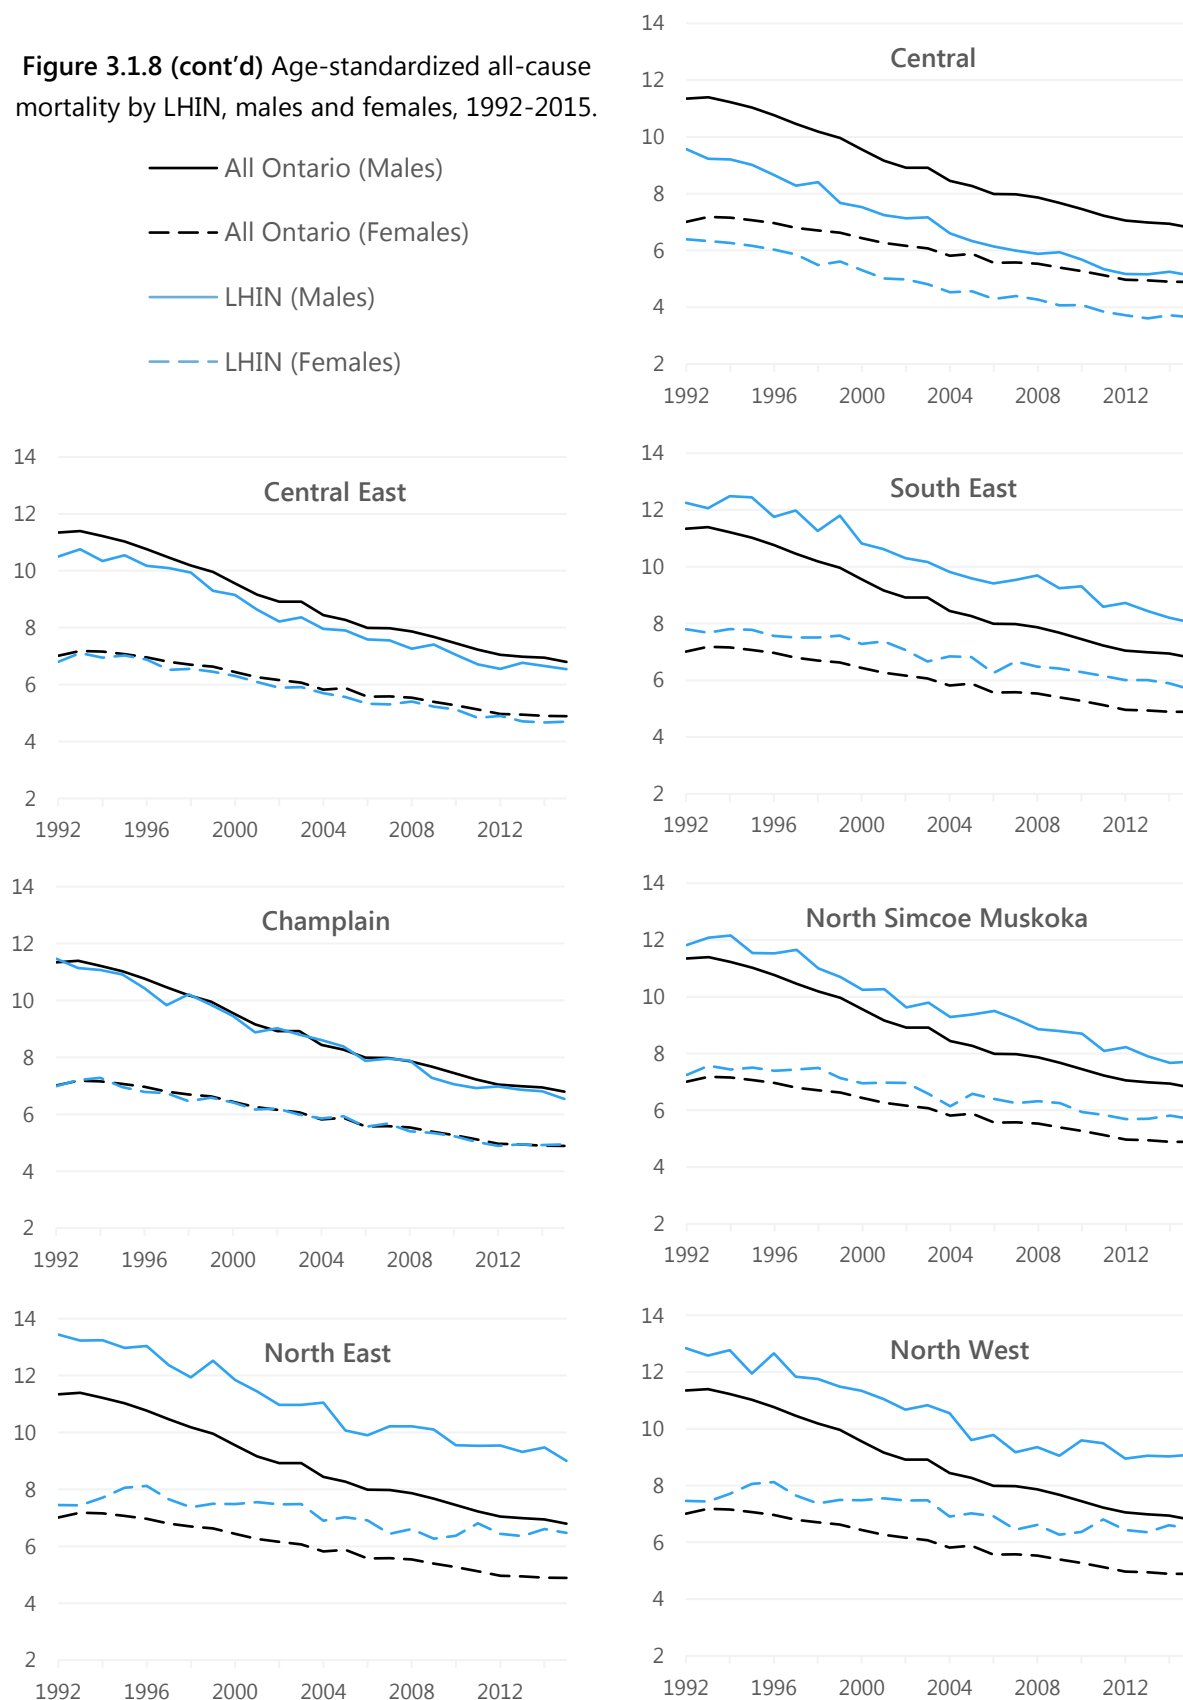 Figure 3.1.8 (cont’d) Age-standardized all-cause
mortality by LHIN, males and females, 1992-2015.
All Ontario (Males)
All Ontario (Females)
LHIN (Males)
LHIN (Females)
Central
14
12
10
8
6
4
2
1992 1996 2000 2004 2008 2012
Central East
14
12
10
8
6
4
2
1992 1996 2000 2004 2008 2012
South East
14
12
10
8
6
4
2
1992 1996 2000 2004 2008 2012
Champlain
14
12
10
8
6
4
2
1992 1996 2000 2004 2008 2012
North Simcoe Muskoka
14
12
10
8
6
4
2
1992 1996 2000 2004 2008 2012
North East
14
12
10
8
6
4
2
1992 1996 2000 2004 2008 2012
North West
14
12
10
8
6
4
2
1992 1996 2000 2004 2008 2012